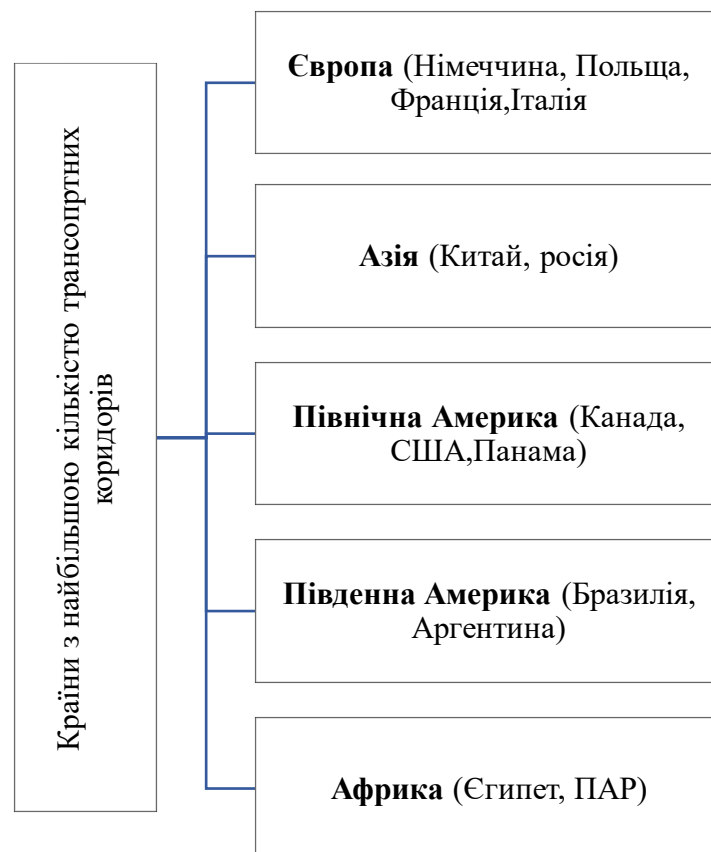 Країни з найбільшою кількістю трансопртних
коридорів
Європа (Німеччина, Польща,
Франція,Італія
Азія (Китай, росія)
Північна Америка (Канада,
США,Панама)
Південна Америка (Бразилія,
Аргентина)
Африка (Єгипет, ПАР)